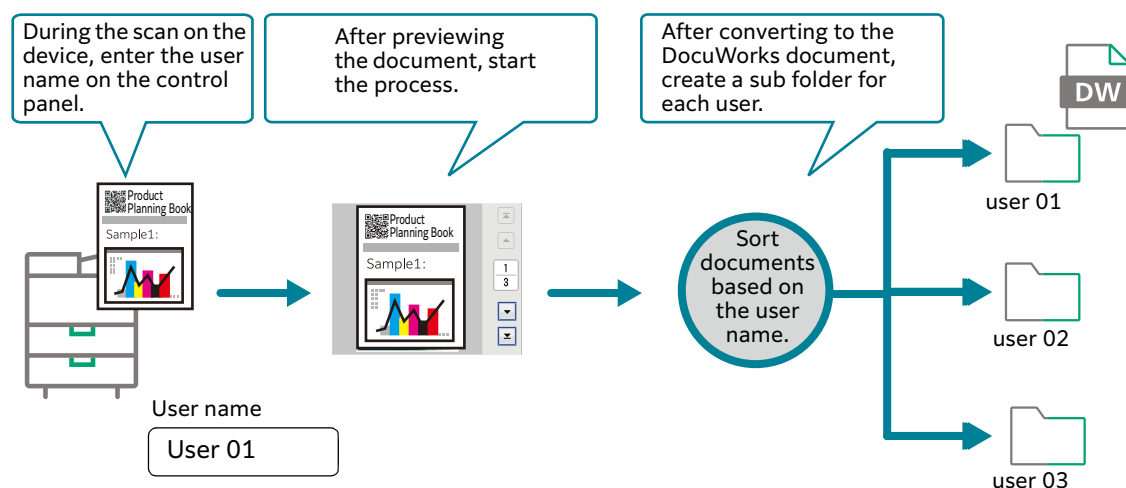 During the scan on the
device, enter the user
name on the control
panel.
After previewing
the document, start
the process.
After converting to the
DocuWorks document,
create a sub folder for
each user.
DW
user 01
Product
Planning Book
Sample1:
Product
Planning Book
Sample1:
1
3
Sort
documents
based on
the user
name.
user 02
User name
User 01
user 03